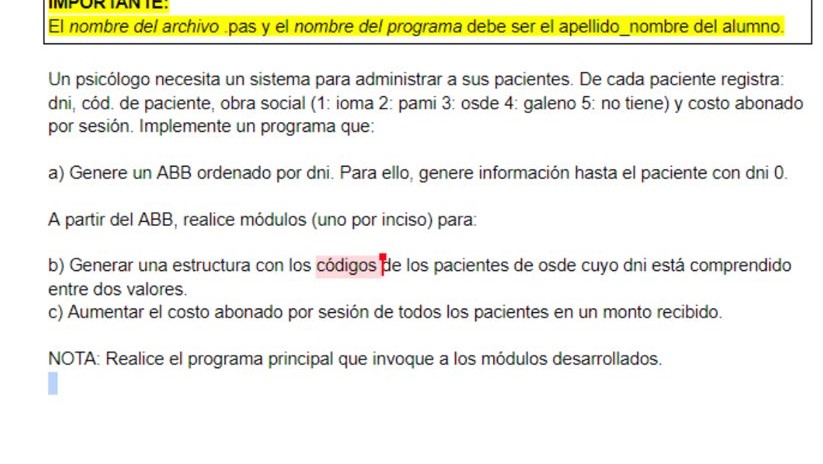 IMPORTANTE:
El nombre del archivo .pas y el nombre del programa debe ser el apellido_nombre del alumno.
Un psicólogo necesita un sistema para administrar a sus pacientes. De cada paciente registra:
dni, cód. de paciente, obra social (1: ioma 2: pami 3: osde 4: galeno 5: no tiene) y costo abonado
por sesión. Implemente un programa que:
a) Genere un ABB ordenado por dni. Para ello, genere información hasta el paciente con dni 0.
A partir del ABB, realice módulos (uno por inciso) para:
b) Generar una estructura con los códigos de los pacientes de osde cuyo dni está comprendido
entre dos valores.
c) Aumentar el costo abonado por sesión de todos los pacientes en un monto recibido.
NOTA: Realice el programa principal que invoque a los módulos desarrollados.